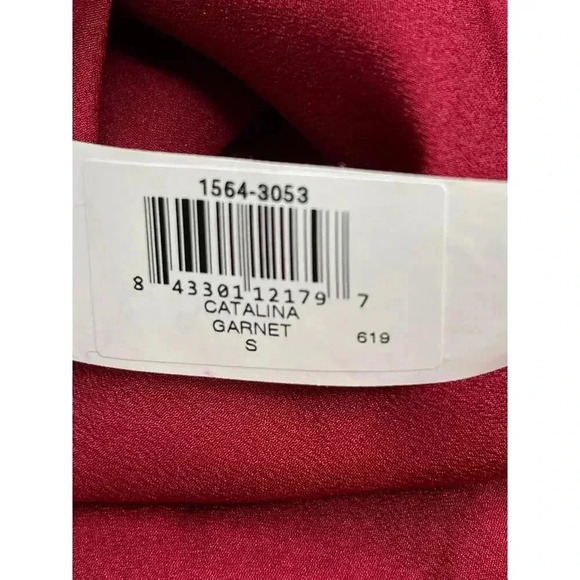 1564-3053
8 43301 12179 7
CATALINA
GARNET
S
619